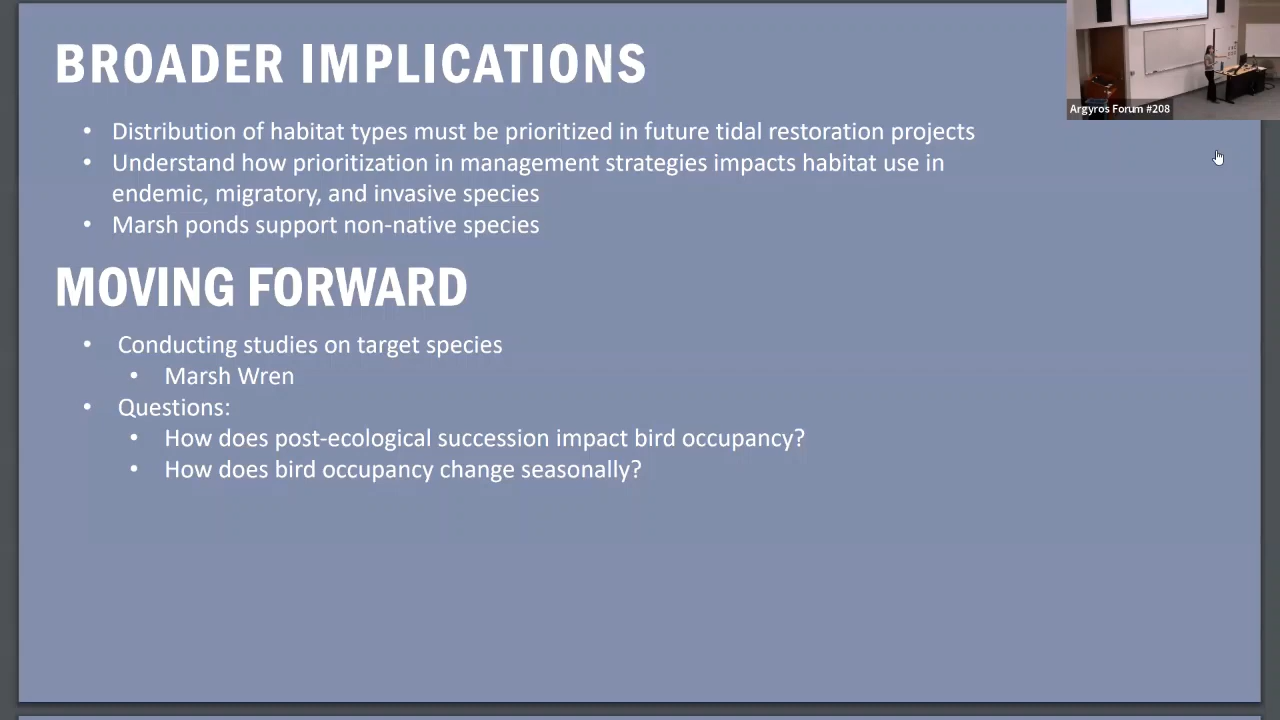 BROADER IMPLICATIONS
• Distribution of habitat types must be prioritized in future tidal restoration projects
• Understand how prioritization in management strategies impacts habitat use in
endemic, migratory, and invasive species
• Marsh ponds support non-native species
MOVING FORWARD
• Conducting studies on target species
• Marsh Wren
• Questions:
• How does post-ecological succession impact bird occupancy?
• How does bird occupancy change seasonally?
Argyros Forum #208